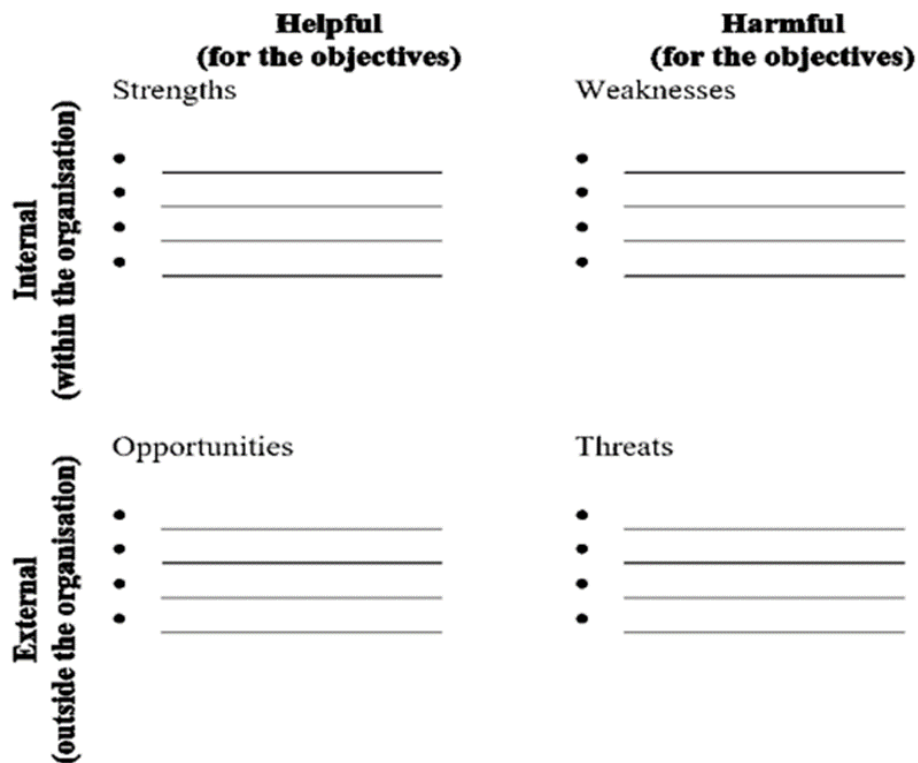 Helpful
(for the objectives)
Harmful
(for the objectives)
Internal
(within the organisation)
Strengths
Weaknesses
External
(outside the organisation)
Opportunities
Threats